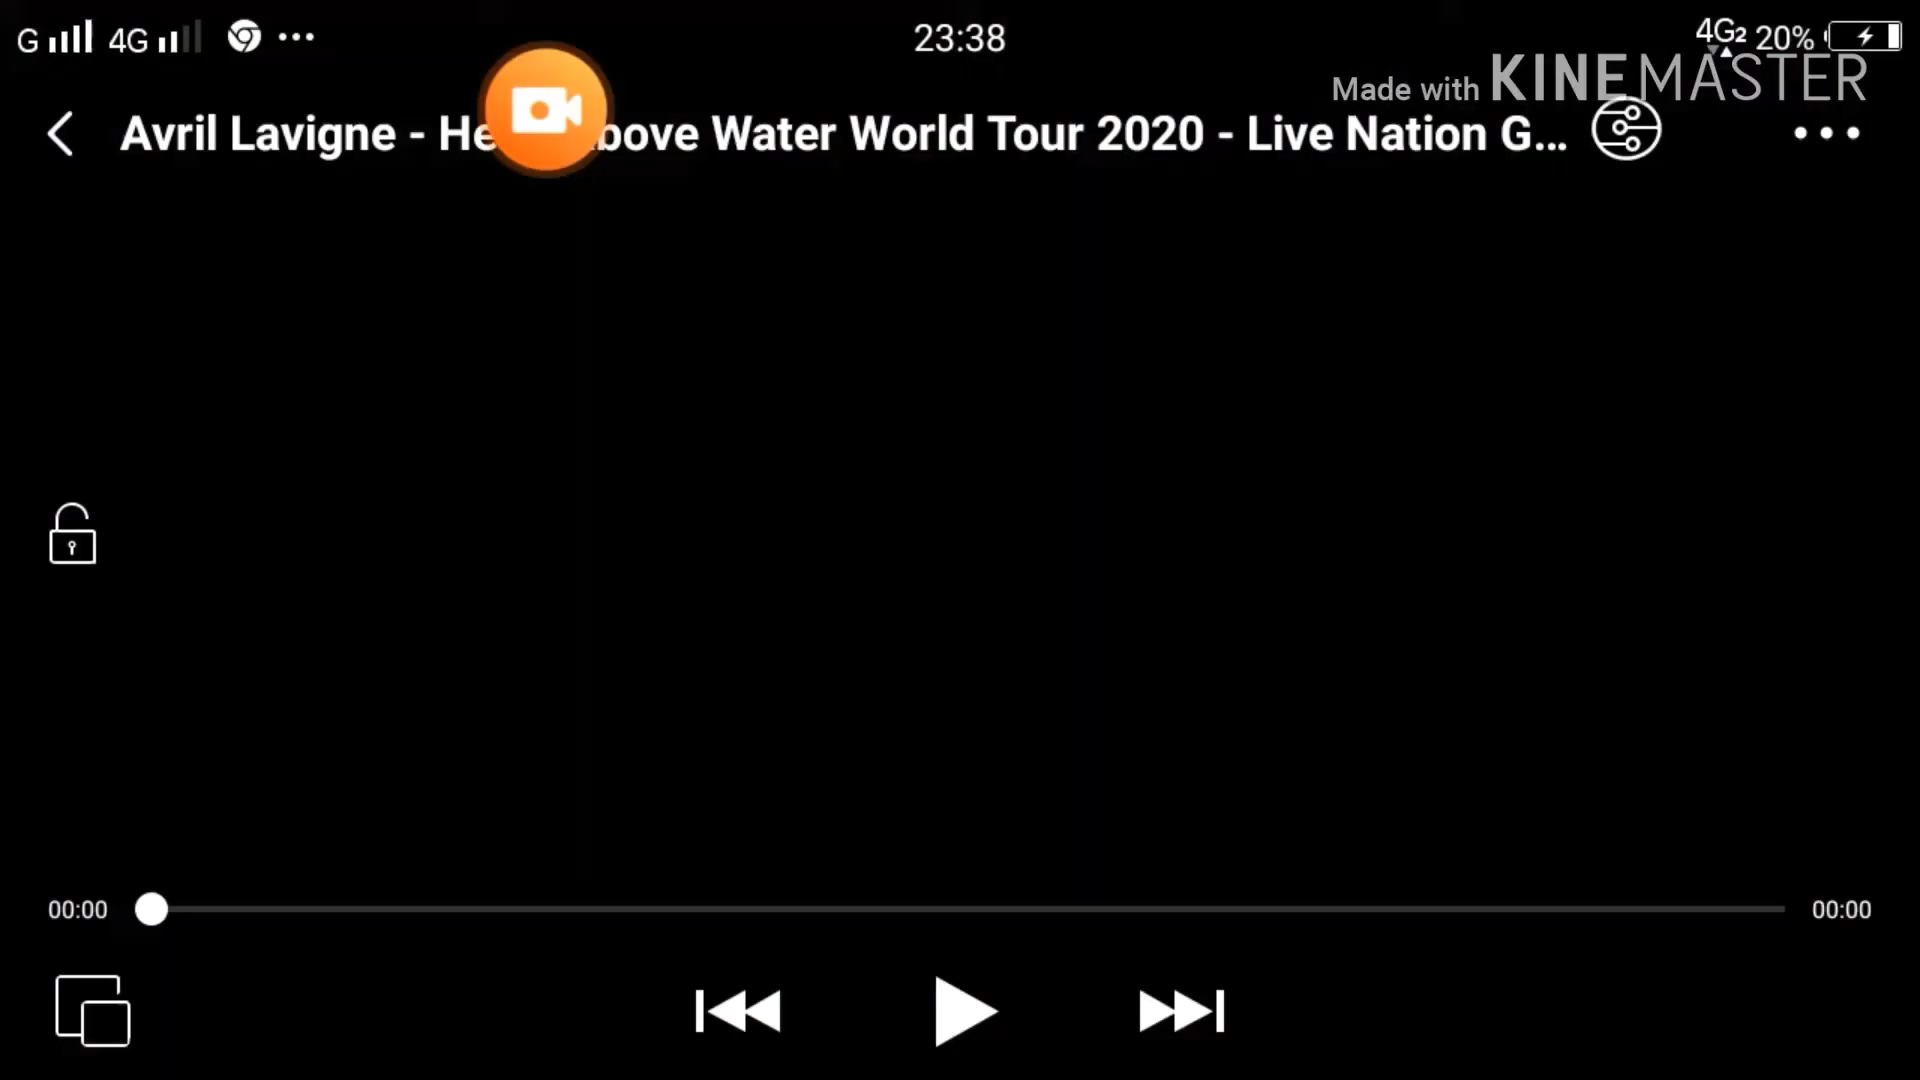 G 4G 23:38 4G2 20%
Made with KINEMASTER
Avril Lavigne - He bove Water World Tour 2020 - Live Nation G...
00:00 00:00